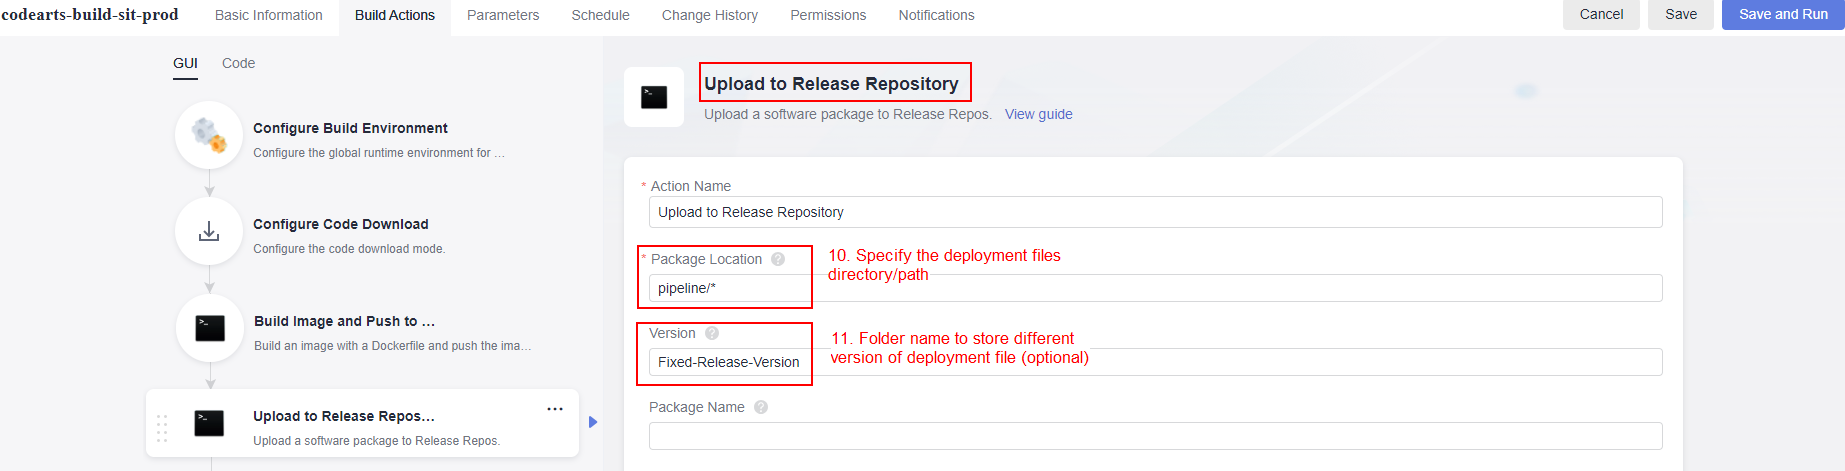 codearts-build-sit-prod
Basic Information
Build Actions
Parameters
Schedule
Change History
Permissions
Notifications
Cancel
Save
Save and Run
GUI
Code
Configure Build Environment
Configure the global runtime environment for ...
Configure Code Download
Configure the code download mode.
Build Image and Push to ...
Build an image with a Dockerfile and push the ima...
Upload to Release Repos...
Upload a software package to Release Repos.
Upload to Release Repository
Upload a software package to Release Repos. View guide
* Action Name
Upload to Release Repository
* Package Location ?
pipeline/*
10. Specify the deployment files
directory/path
Version ?
Fixed-Release-Version
11. Folder name to store different
version of deployment file (optional)
Package Name ?